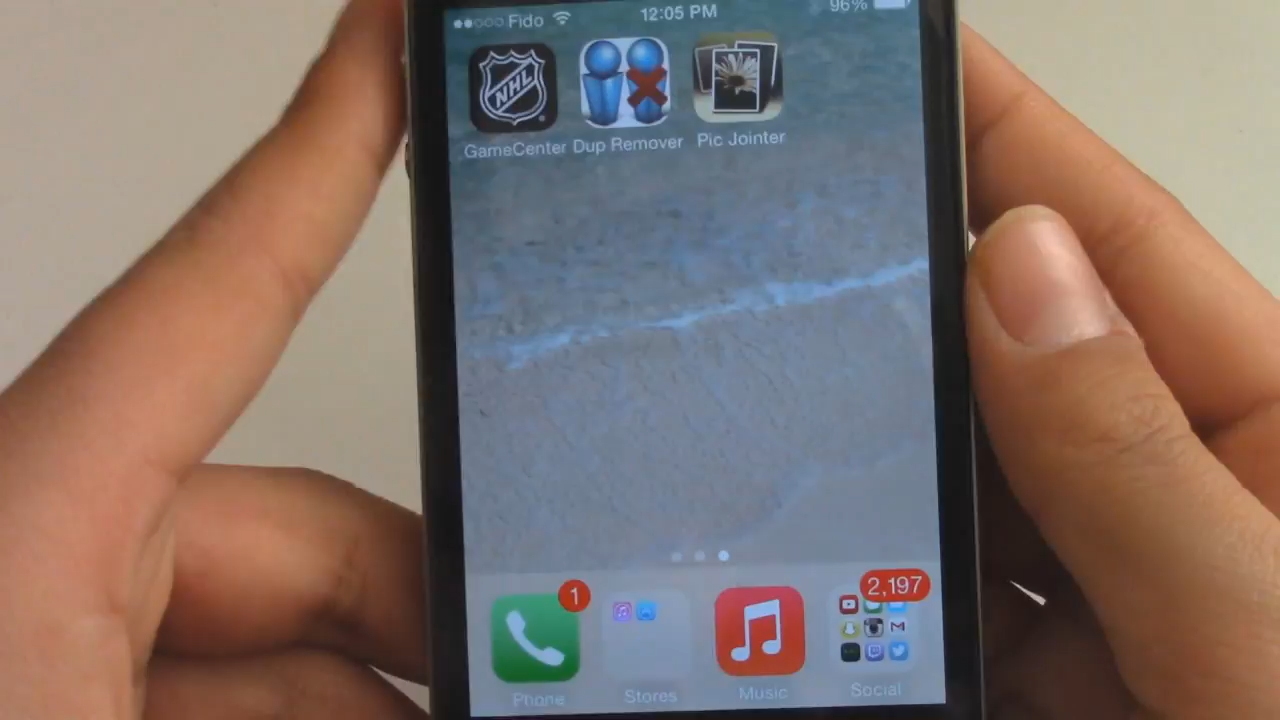 Fido 12:05 PM 96%
NHL
GameCenter Dup Remover Pic Jointer
1 2,197
Phone Stores Music Social